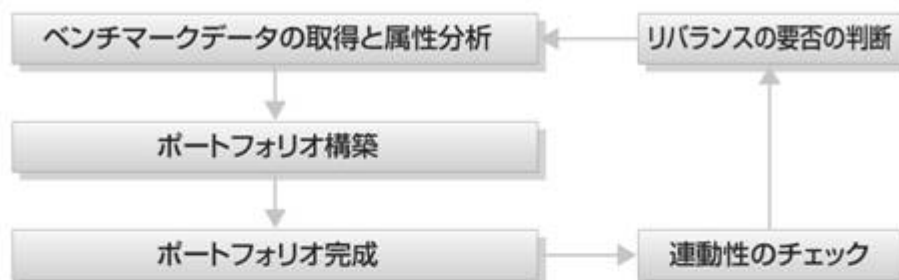 ベンチマークデータの取得と属性分析
リバランスの要否の判断
ポートフォリオ構築
ポートフォリオ完成
連動性のチェック